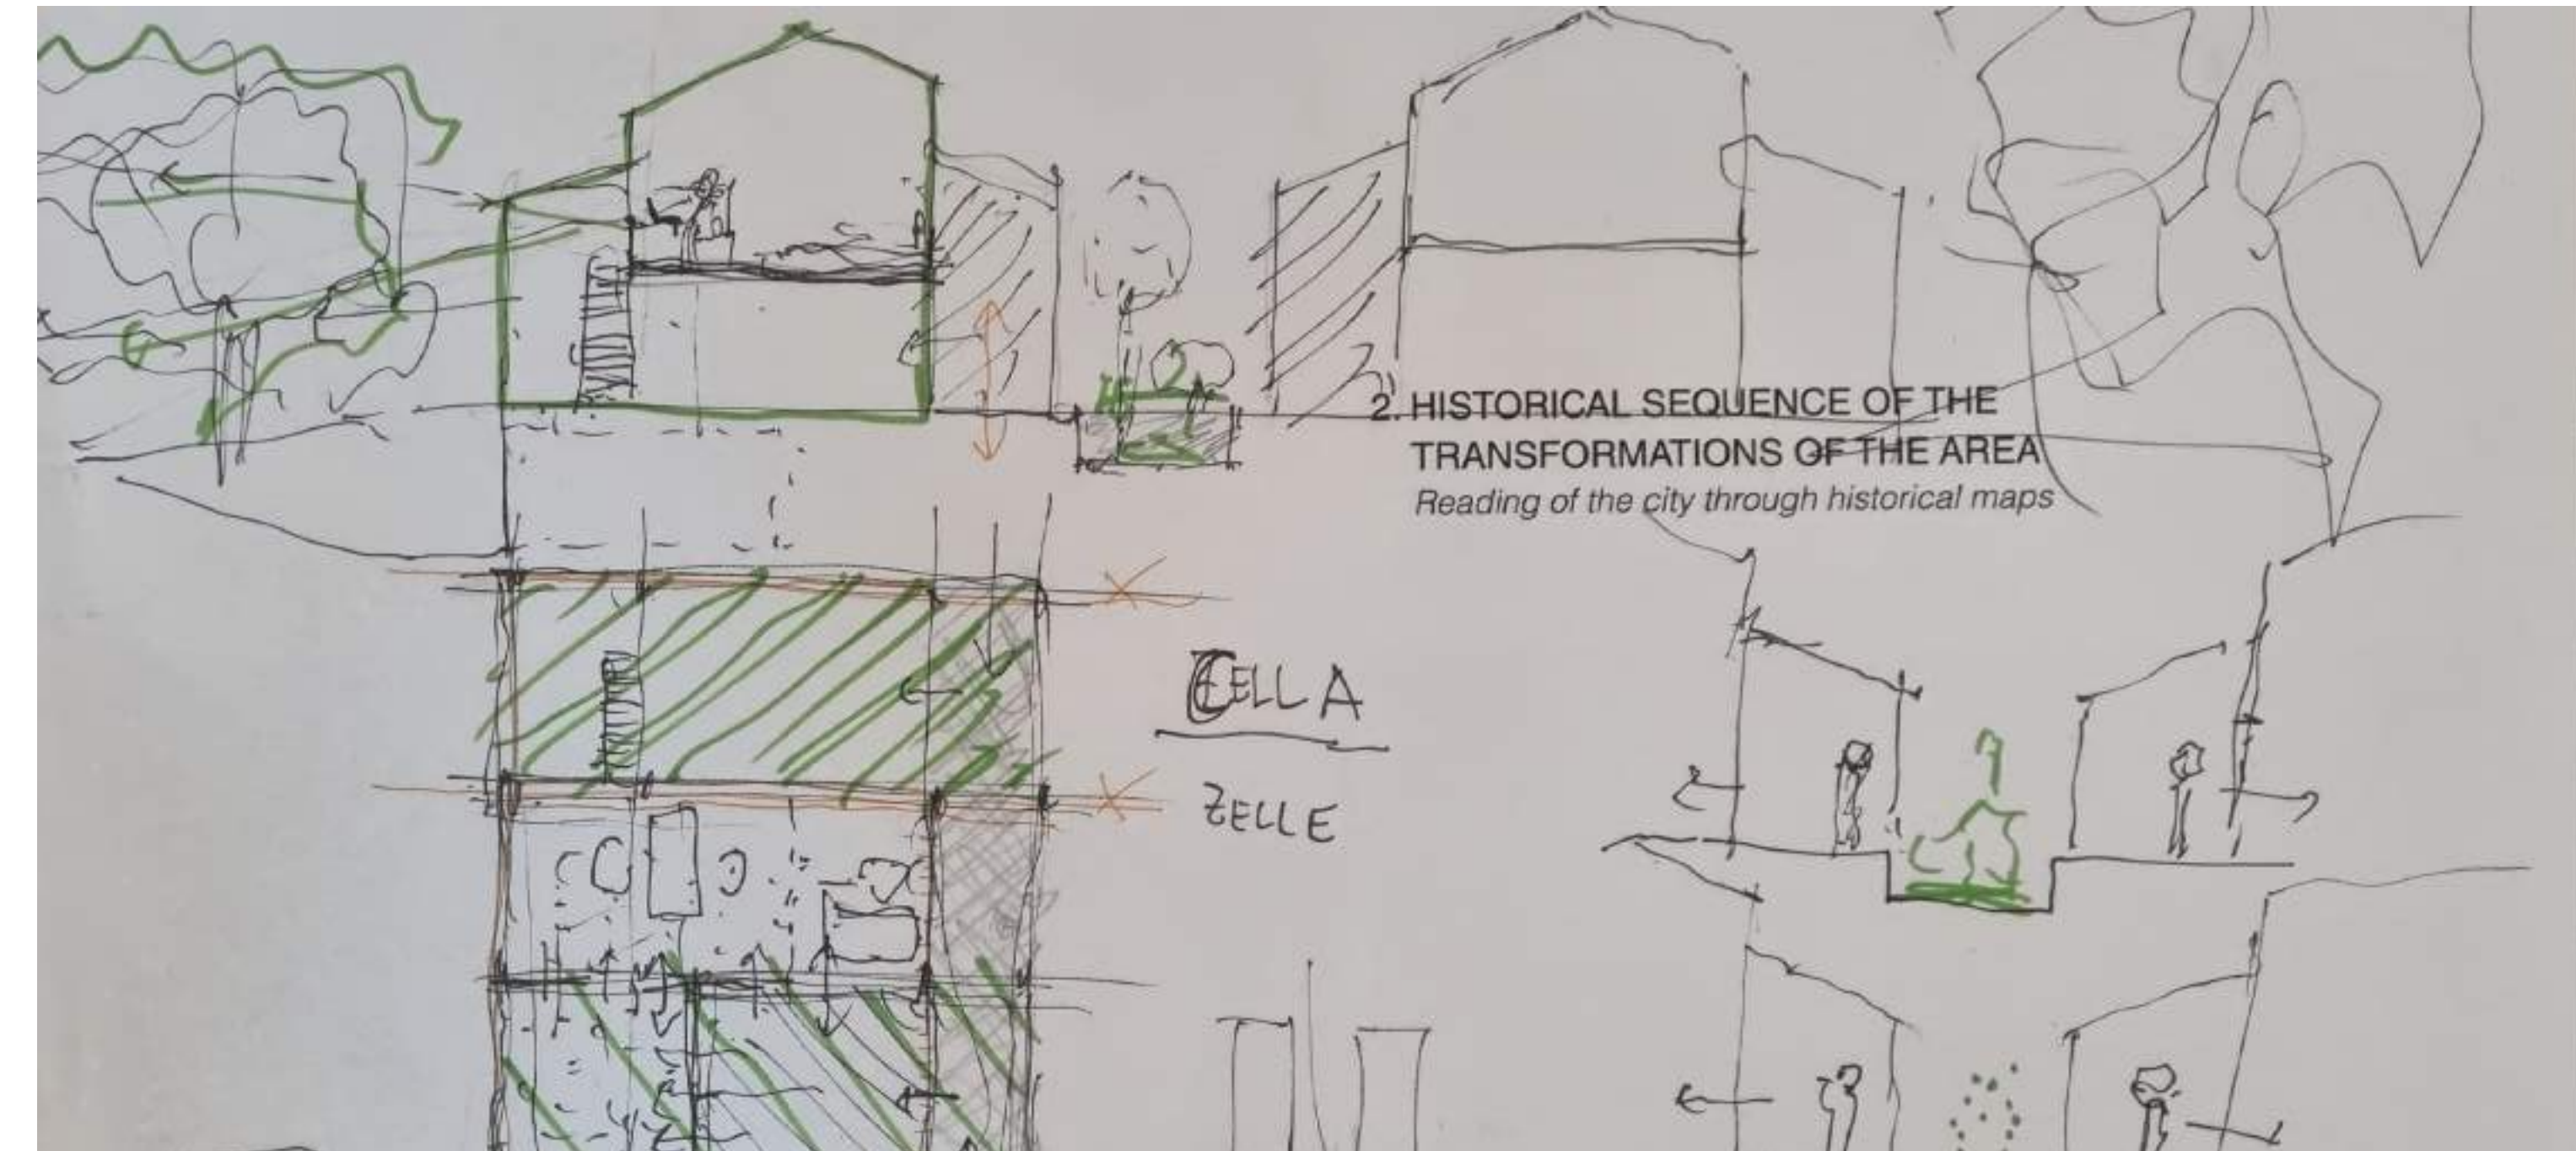 2. HISTORICAL SEQUENCE OF THE
TRANSFORMATIONS OF THE AREA
Reading of the city through historical maps
CELLA
ZELLE